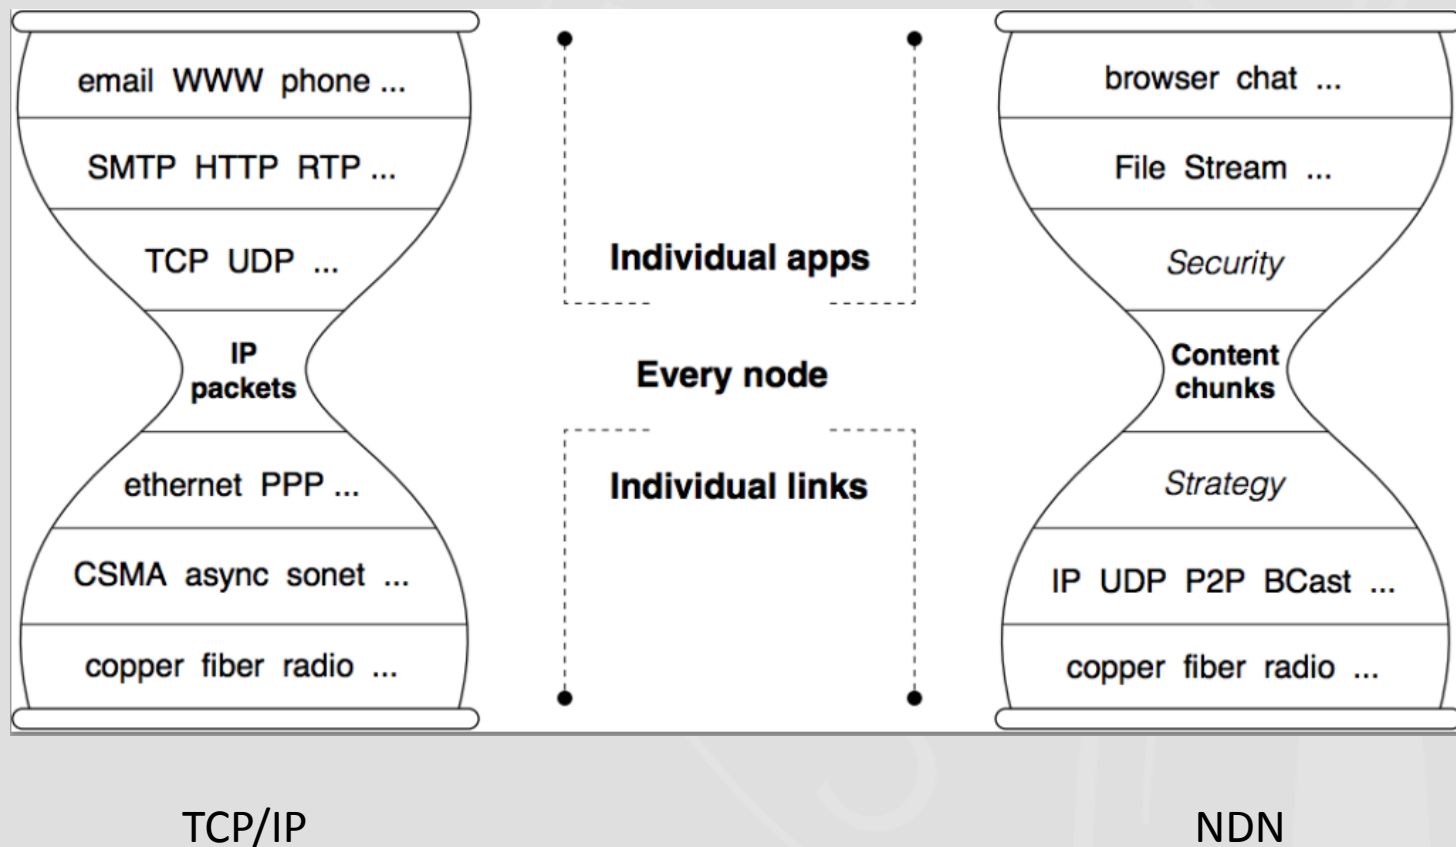 email WWW phone ...
SMTP HTTP RTP ...
TCP UDP ...
IP
packets
ethernet PPP ...
CSMA async sonet ...
copper fiber radio ...
Individual apps
Every node
Individual links
browser chat ...
File Stream ...
Security
Content
chunks
Strategy
IP UDP P2P BCast ...
copper fiber radio ...
TCP/IP
NDN